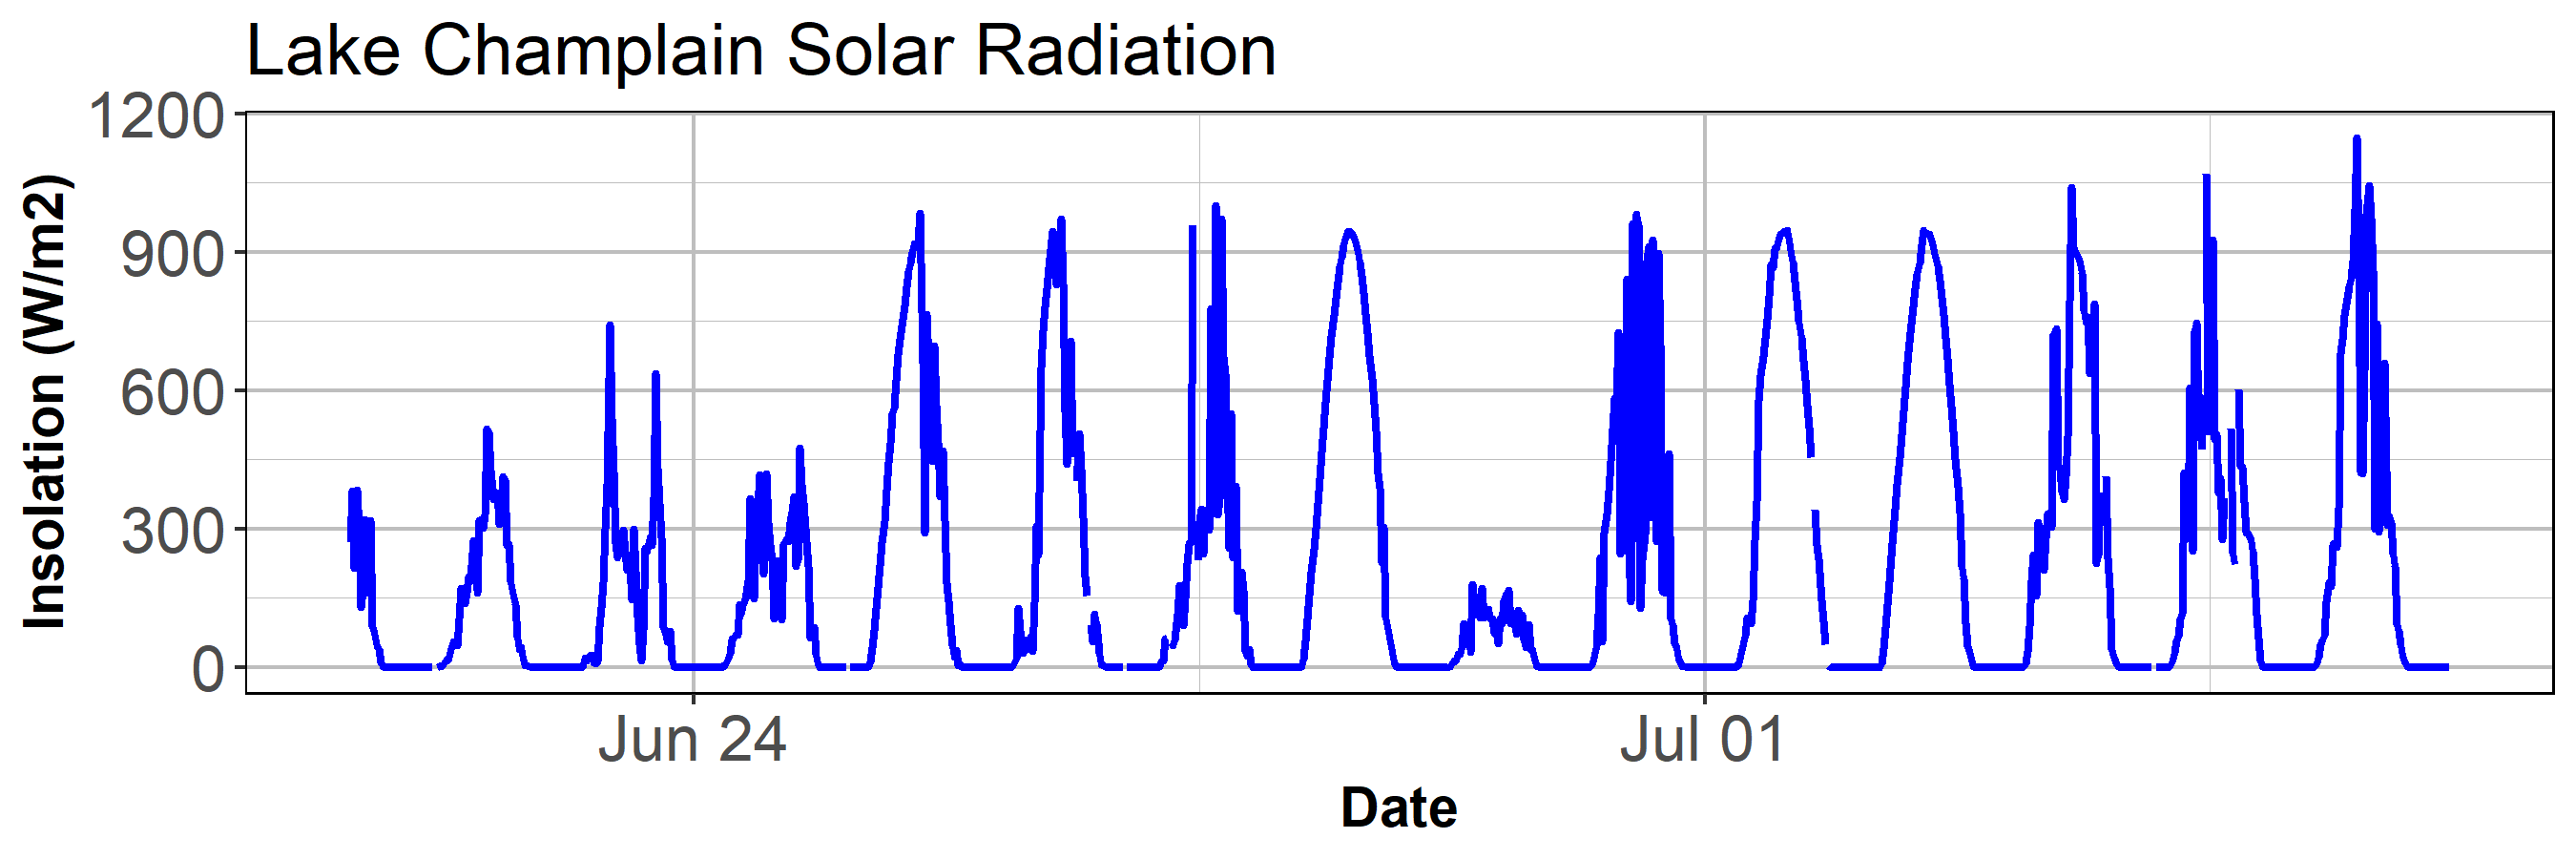 Lake Champlain Solar Radiation
1200
900
600
300
0
Insolation (W/m2)
Jun 24
Jul 01
Date